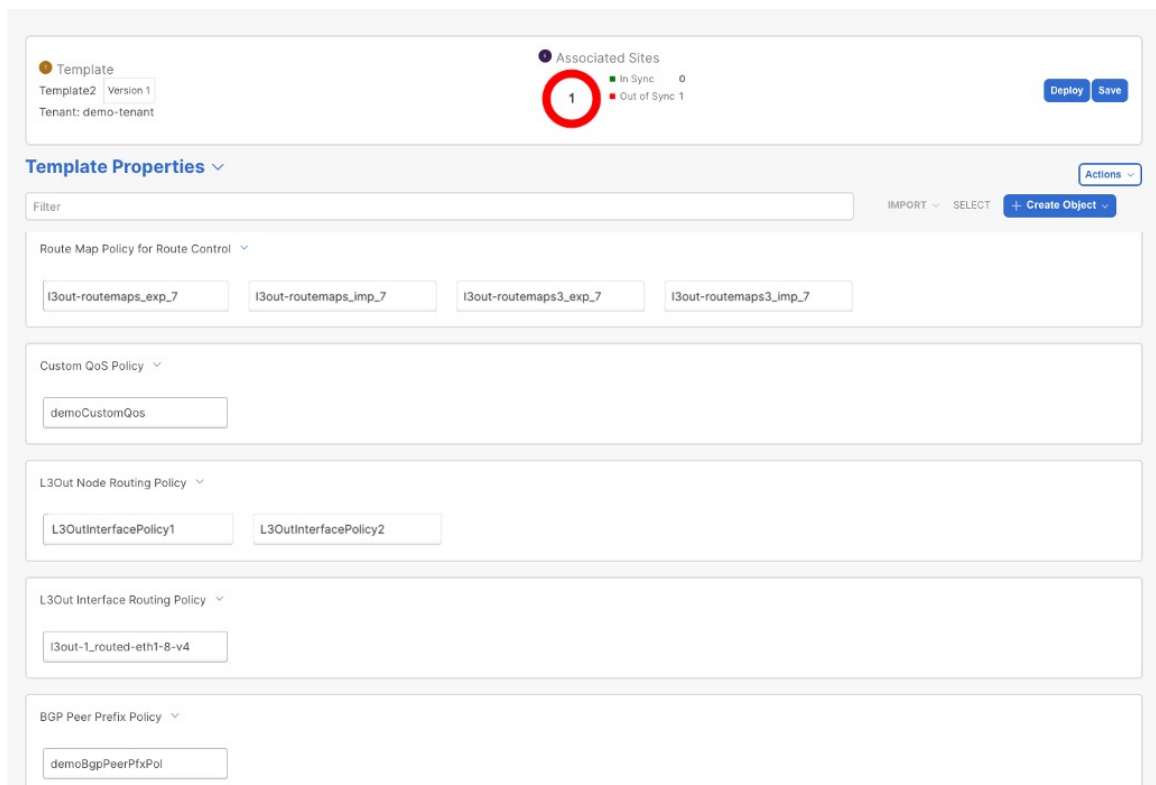 Template
Template2 Version 1
Tenant: demo-tenant
Associated Sites
1
In Sync 0
Out of Sync 1
Deploy Save
Template Properties
Actions
Filter
IMPORT SELECT + Create Object
Route Map Policy for Route Control
l3out-routemaps_exp_7 l3out-routemaps_imp_7 l3out-routemaps3_exp_7 l3out-routemaps3_imp_7
Custom QoS Policy
demoCustomQos
L3Out Node Routing Policy
L3OutInterfacePolicy1 L3OutInterfacePolicy2
L3Out Interface Routing Policy
l3out-1_routed-eth1-8-v4
BGP Peer Prefix Policy
demoBgpPeerPfxPol